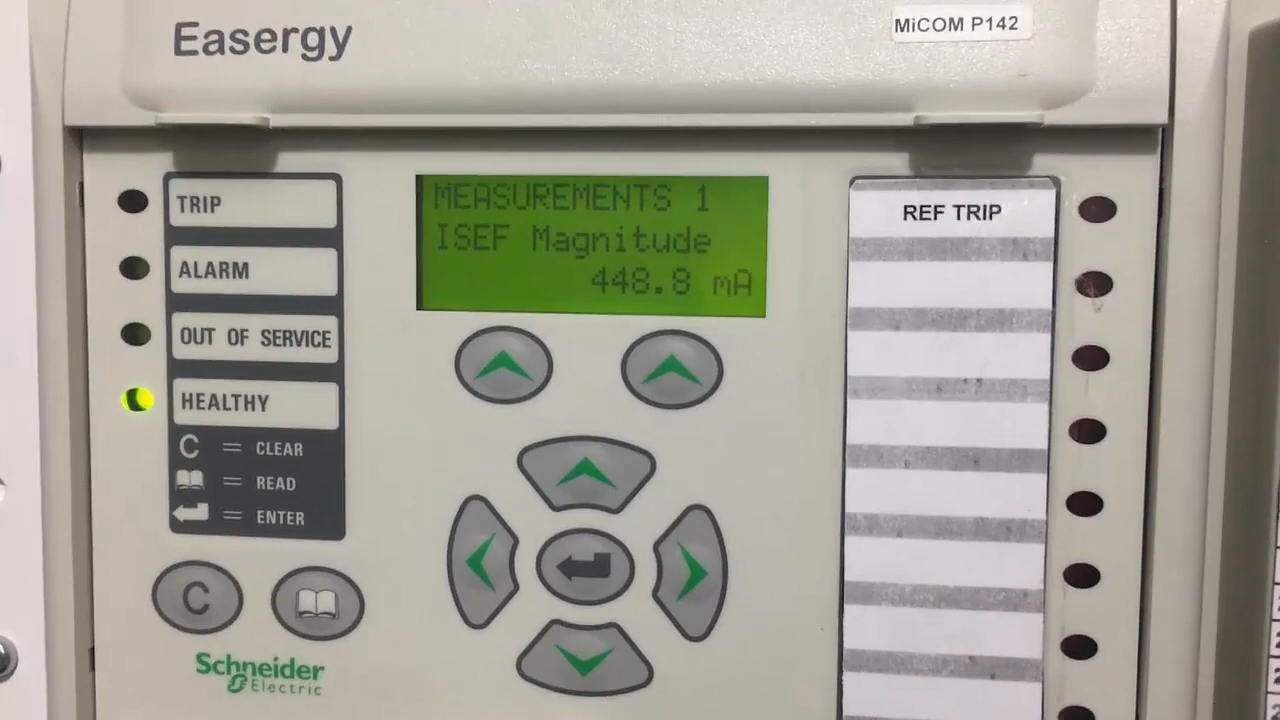 Easergy
MiCOM P142
TRIP
ALARM
OUT OF SERVICE
HEALTHY
C = CLEAR
= READ
= ENTER
MEASUREMENTS 1
ISEF Magnitude
448.8 mA
REF TRIP
C
Schneider
Electric